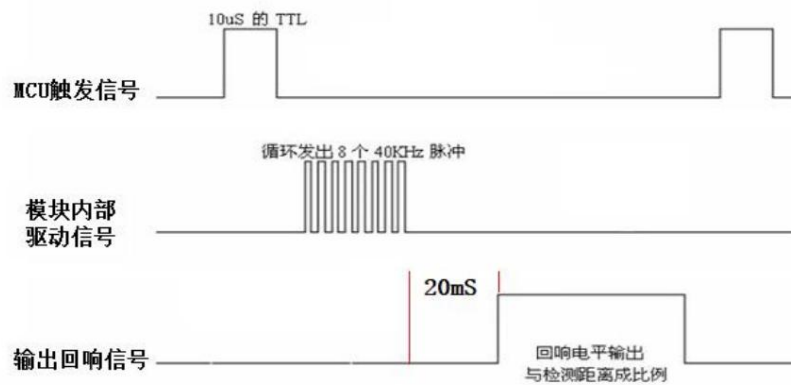 10uS 的 TTL
MCU触发信号
循环发出 8 个 40KHz 脉冲
模块内部
驱动信号
20mS
输出回响信号
回响电平输出
与检测距离成比例